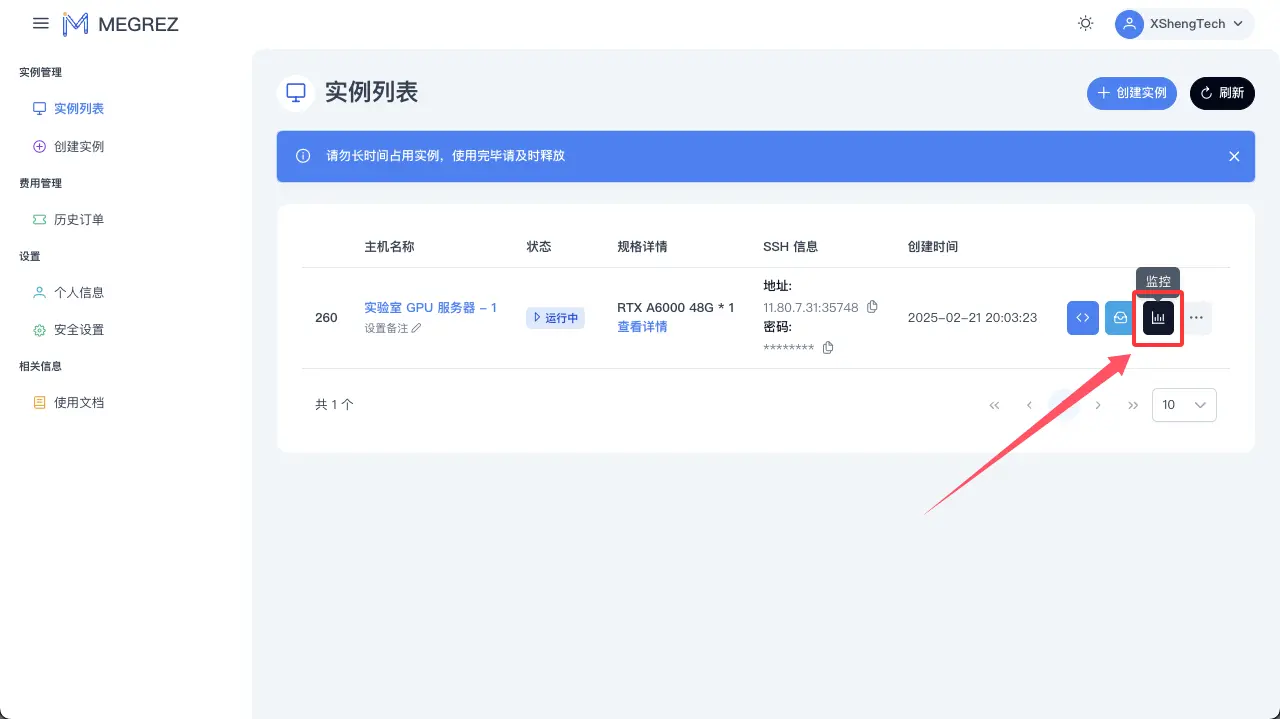 MEGREZ
XShengTech
实例管理
实例列表
创建实例
费用管理
历史订单
设置
个人信息
安全设置
相关信息
使用文档
实例列表
创建实例
刷新
请勿长时间占用实例，使用完毕请及时释放
主机名称 状态 规格详情 SSH 信息 创建时间
监控
260
实验室 GPU 服务器 - 1
设置备注
运行中
RTX A6000 48G * 1
查看详情
地址:
11.80.7.31:35748
密码:
********
2025-02-21 20:03:23
共 1 个
10